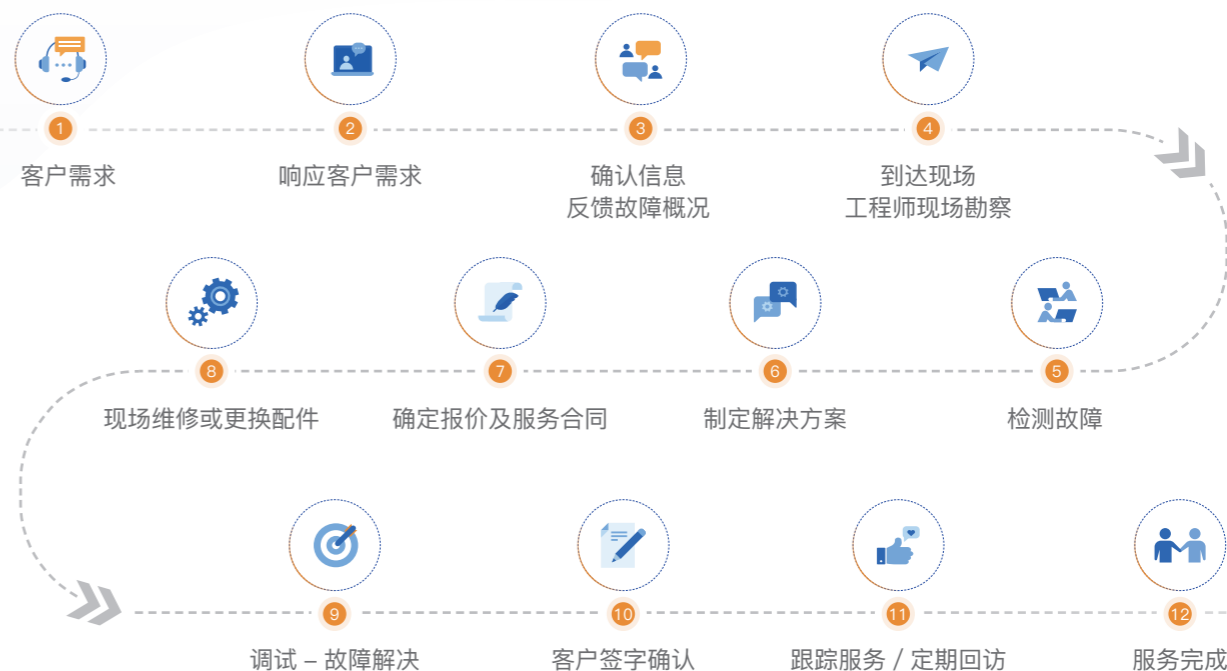 1
2
3
4
客户需求
响应客户需求
确认信息
反馈故障概况
到达现场
工程师现场勘察
8
7
6
5
现场维修或更换配件
确定报价及服务合同
制定解决方案
检测故障
9
10
11
12
调试 – 故障解决
客户签字确认
跟踪服务 / 定期回访
服务完成